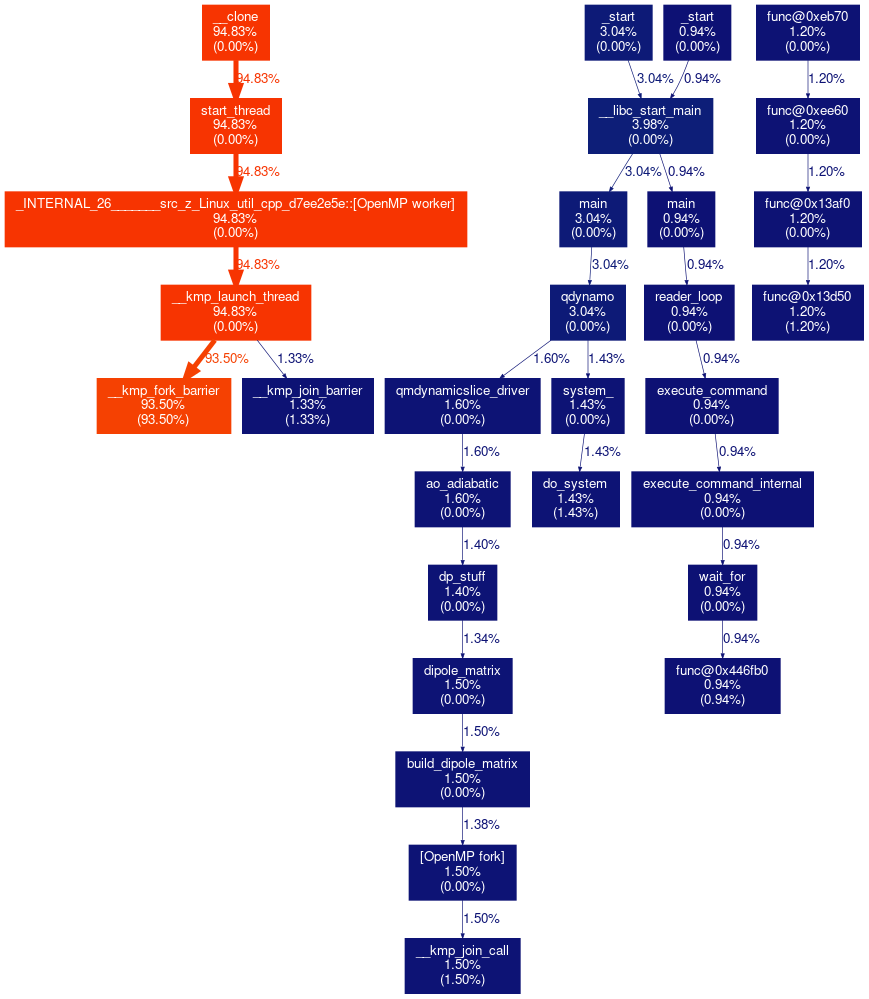 __clone
94.83%
(0.00%)
_start
3.04%
(0.00%)
_start
0.94%
(0.00%)
func@0xeb70
1.20%
(0.00%)
94.83%
3.04%
0.94%
1.20%
start_thread
94.83%
(0.00%)
__libc_start_main
3.98%
(0.00%)
func@0xee60
1.20%
(0.00%)
94.83%
3.04%
0.94%
1.20%
_INTERNAL_26_______src_z_Linux_util_cpp_d7ee2e5e::[OpenMP worker]
94.83%
(0.00%)
main
3.04%
(0.00%)
main
0.94%
(0.00%)
func@0x13af0
1.20%
(0.00%)
94.83%
3.04%
0.94%
1.20%
__kmp_launch_thread
94.83%
(0.00%)
qdynamo
3.04%
(0.00%)
reader_loop
0.94%
(0.00%)
func@0x13d50
1.20%
(1.20%)
93.50%
1.33%
1.60%
1.43%
0.94%
__kmp_fork_barrier
93.50%
(93.50%)
__kmp_join_barrier
1.33%
(1.33%)
qmdynamicslice_driver
1.60%
(0.00%)
system_
1.43%
(0.00%)
execute_command
0.94%
(0.00%)
1.60%
1.43%
0.94%
ao_adiabatic
1.60%
(0.00%)
do_system
1.43%
(1.43%)
execute_command_internal
0.94%
(0.00%)
1.40%
0.94%
dp_stuff
1.40%
(0.00%)
wait_for
0.94%
(0.00%)
1.34%
0.94%
dipole_matrix
1.50%
(0.00%)
func@0x446fb0
0.94%
(0.94%)
1.50%
build_dipole_matrix
1.50%
(0.00%)
1.38%
[OpenMP fork]
1.50%
(0.00%)
1.50%
__kmp_join_call
1.50%
(1.50%)